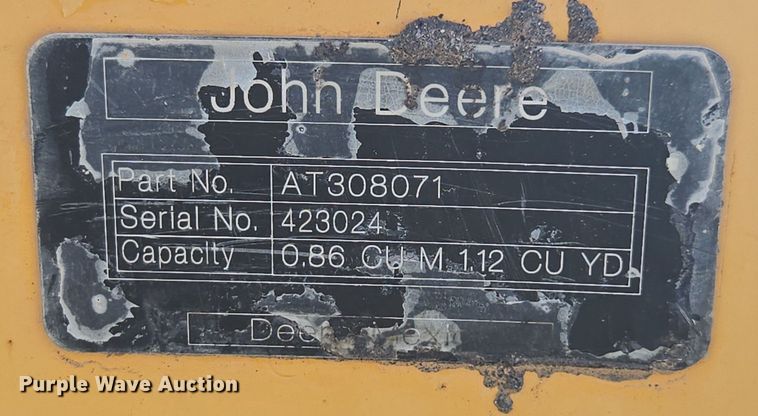 John Deere
Part No. AT308071
Serial No. 423024
Capacity 0.86 CU M 1.12 CU YD
Purple Wave Auction